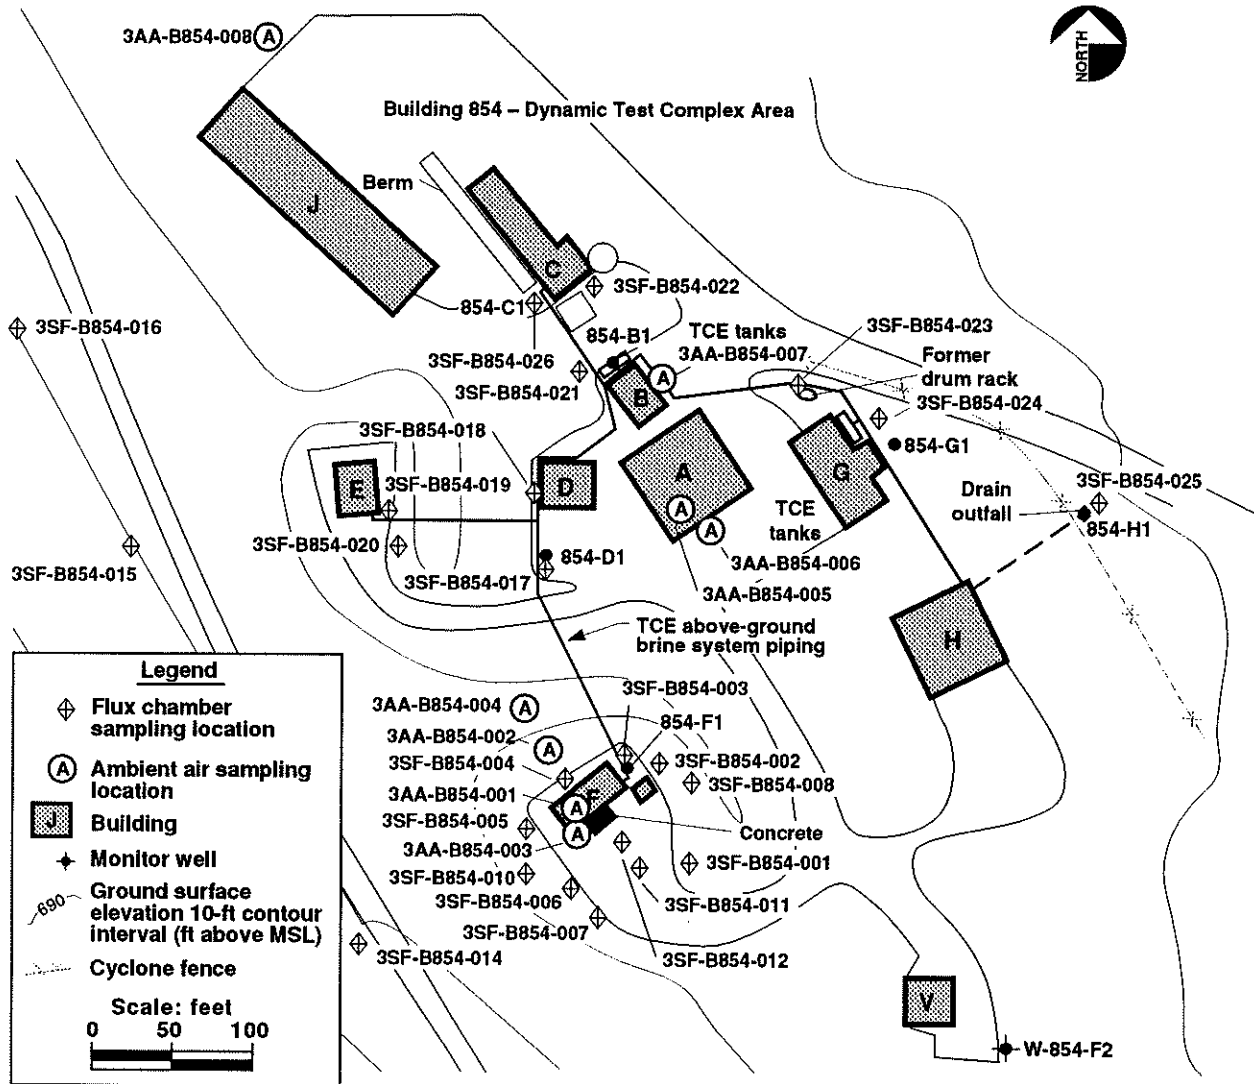 3AA-B854-008
A
NORTH
Building 854 – Dynamic Test Complex Area
Berm
J
C
854-C1
3SF-B854-022
3SF-B854-016
854-B1
TCE tanks
3SF-B854-023
3SF-B854-026
3AA-B854-007
Former
drum rack
3SF-B854-021
A
B
3SF-B854-024
3SF-B854-018
854-G1
E
3SF-B854-019
D
A
G
3SF-B854-025
A
TCE
tanks
Drain
outfall
854-H1
3SF-B854-020
A
3SF-B854-015
854-D1
3AA-B854-006
3SF-B854-017
3AA-B854-005
TCE above-ground
brine system piping
H
3SF-B854-003
3AA-B854-004
A
854-F1
3AA-B854-002
A
3SF-B854-002
3SF-B854-004
3SF-B854-008
3AA-B854-001
F
A
3SF-B854-005
A
Concrete
3AA-B854-003
3SF-B854-001
3SF-B854-010
3SF-B854-006
3SF-B854-011
3SF-B854-007
3SF-B854-014
3SF-B854-012
V
W-854-F2
Legend
Flux chamber
sampling location
A
Ambient air sampling
location
J
Building
Monitor well
690
Ground surface
elevation 10-ft contour
interval (ft above MSL)
Cyclone fence
Scale: feet
0 50 100